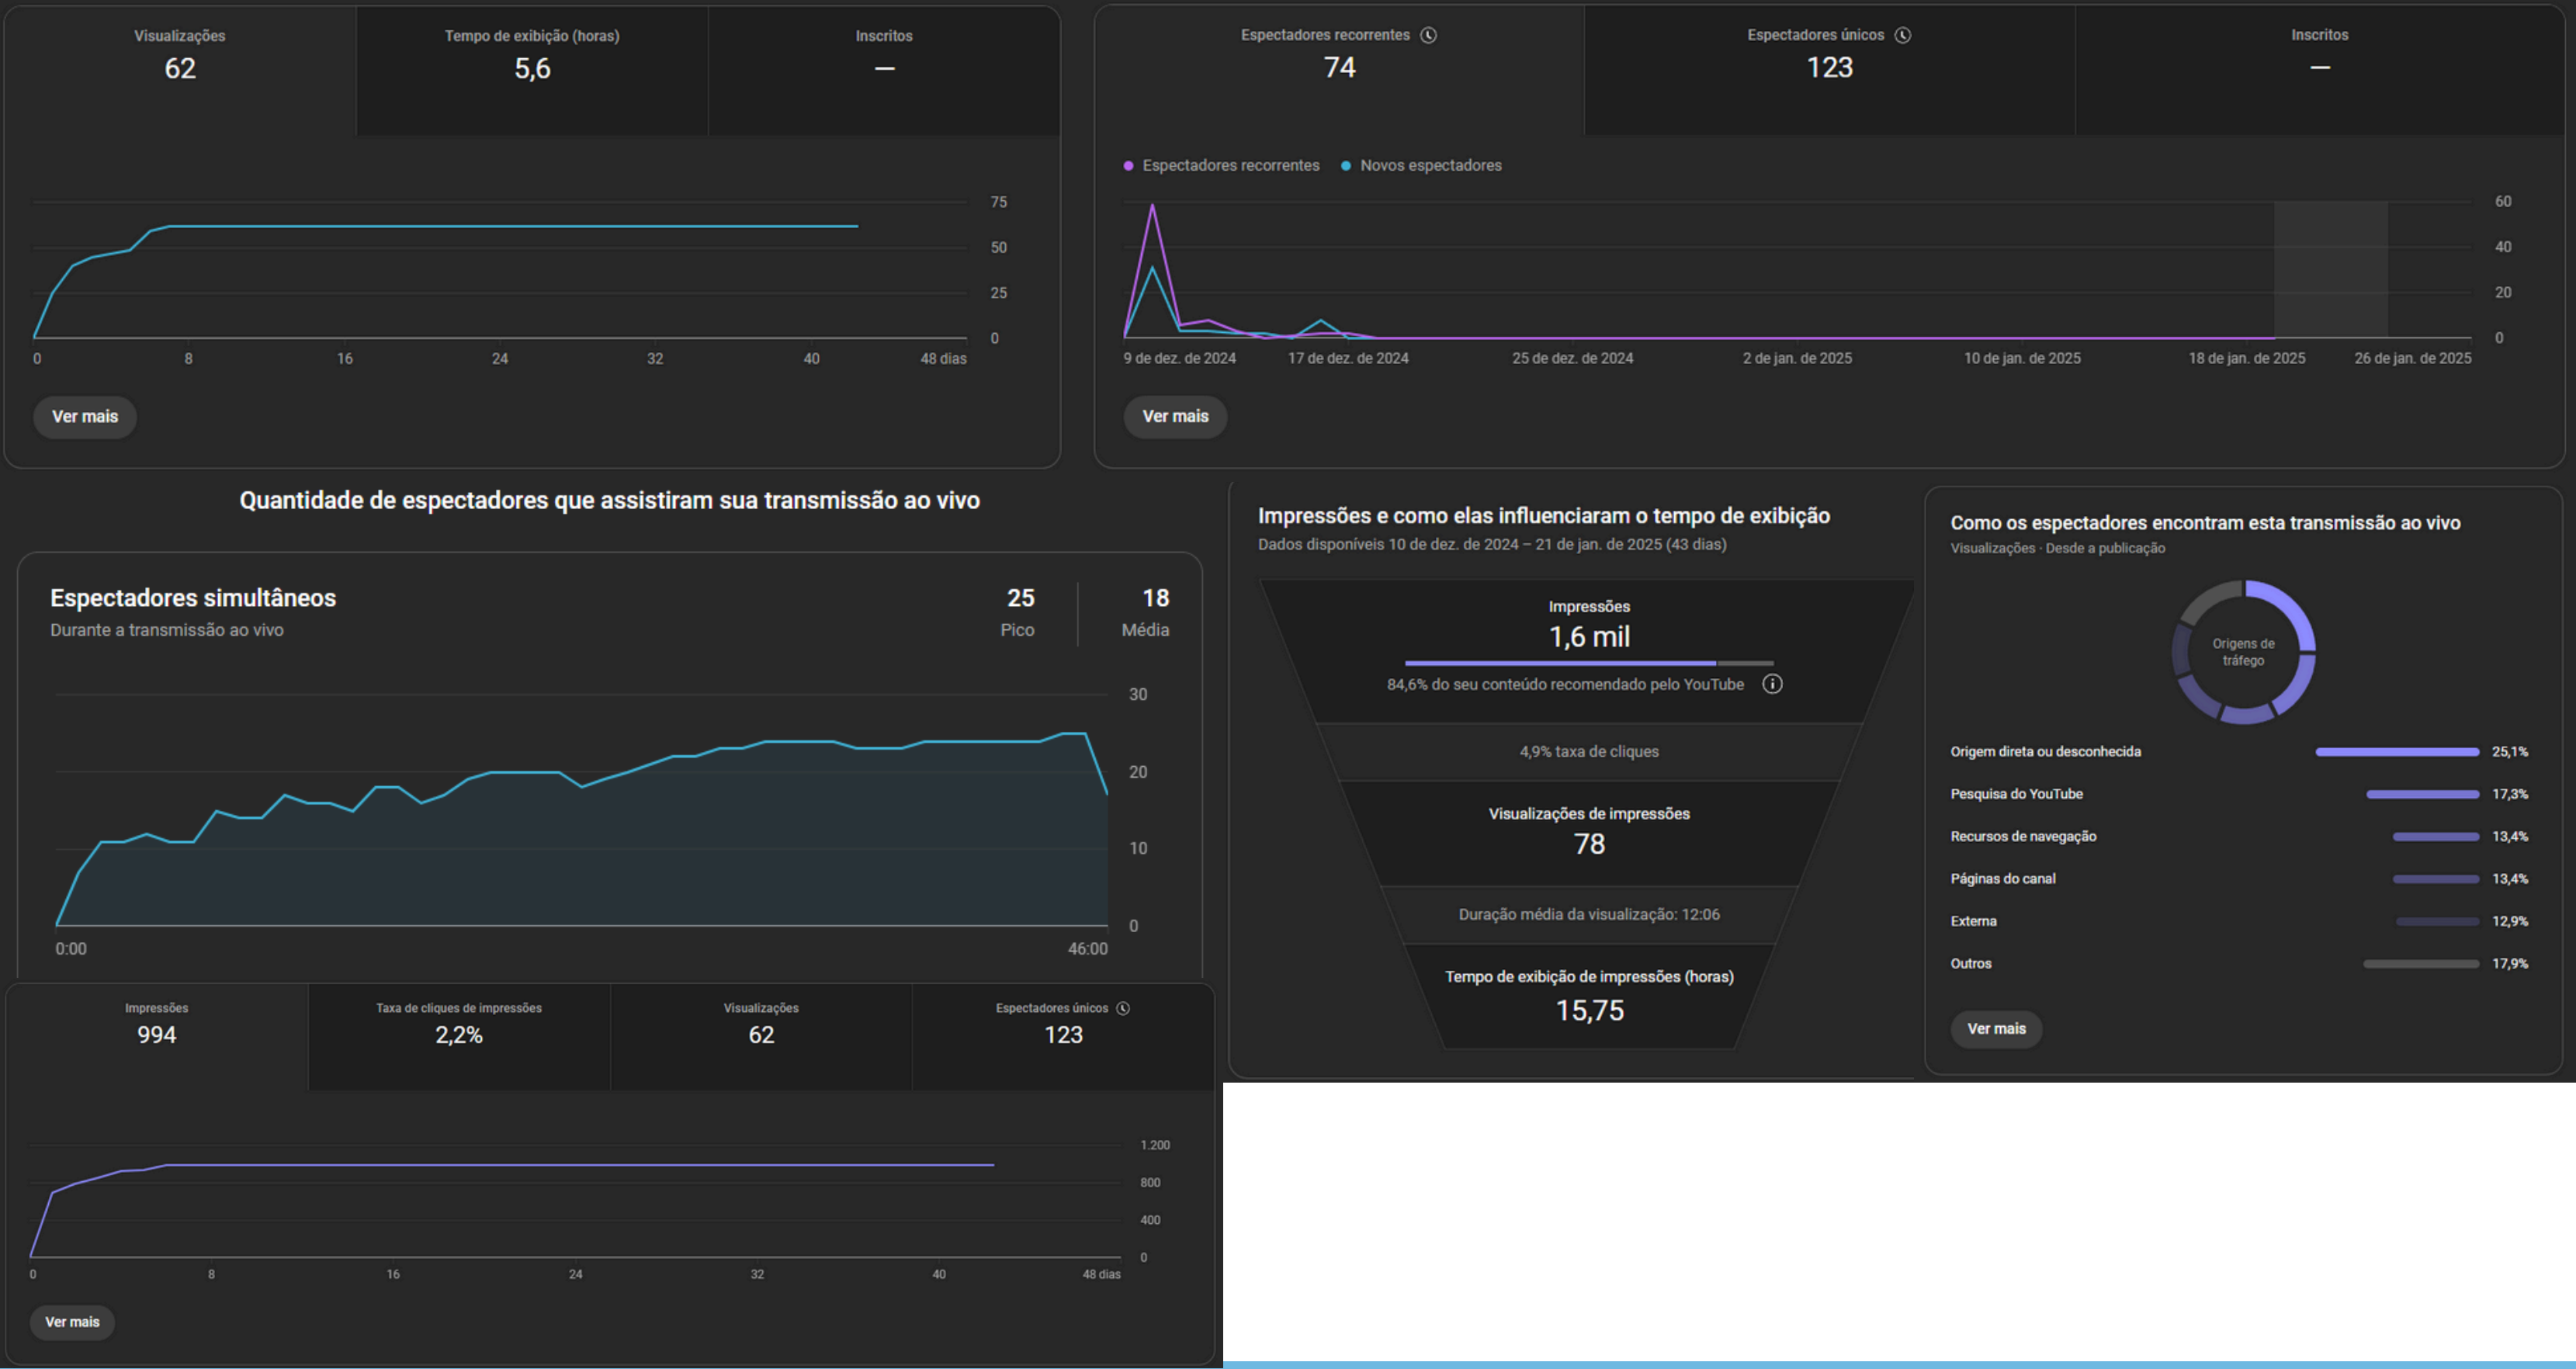 Visualizações
62
Tempo de exibição (horas)
5,6
Inscritos
—
75
50
25
0
0 8 16 24 32 40 48 dias
Ver mais
Espectadores recorrentes
74
Espectadores únicos
123
Inscritos
—
Espectadores recorrentes Novos espectadores
60
40
20
0
9 de dez. de 2024 17 de dez. de 2024 25 de dez. de 2024 2 de jan. de 2025 10 de jan. de 2025 18 de jan. de 2025 26 de jan. de 2025
Ver mais
Quantidade de espectadores que assistiram sua transmissão ao vivo
Espectadores simultâneos
Durante a transmissão ao vivo
25
Pico
18
Média
30
20
10
0
0:00 46:00
Impressões e como elas influenciaram o tempo de exibição
Dados disponíveis 10 de dez. de 2024 – 21 de jan. de 2025 (43 dias)
Impressões
1,6 mil
84,6% do seu conteúdo recomendado pelo YouTube
4,9% taxa de cliques
Visualizações de impressões
78
Duração média da visualização: 12:06
Tempo de exibição de impressões (horas)
15,75
Como os espectadores encontram esta transmissão ao vivo
Visualizações · Desde a publicação
Origens de
tráfego
Origem direta ou desconhecida 25,1%
Pesquisa do YouTube 17,3%
Recursos de navegação 13,4%
Páginas do canal 13,4%
Externa 12,9%
Outros 17,9%
Ver mais
Impressões
994
Taxa de cliques de impressões
2,2%
Visualizações
62
Espectadores únicos
123
1.200
800
400
0
0 8 16 24 32 40 48 dias
Ver mais